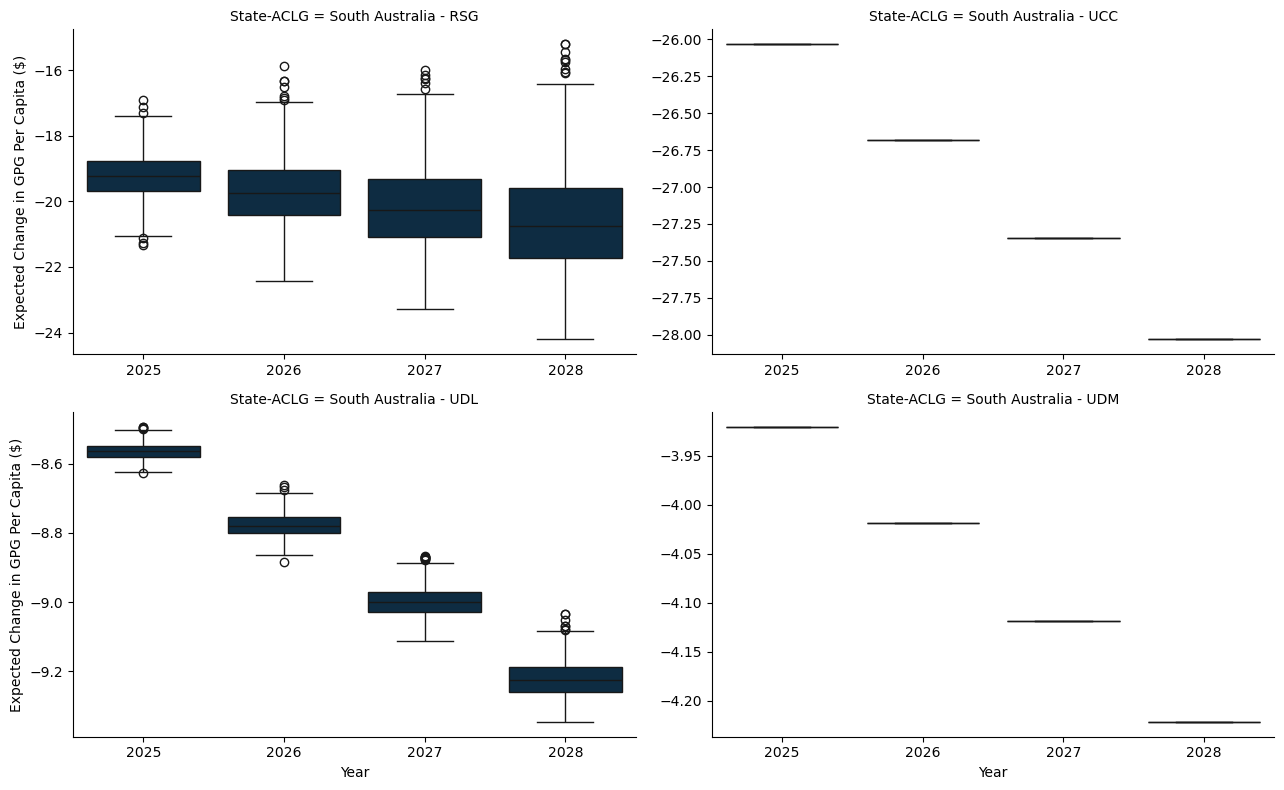 State-ACLG = South Australia - RSG
Expected Change in GPG Per Capita ($)
−16
−18
−20
−22
−24
2025 2026 2027 2028
State-ACLG = South Australia - UCC
−26.00
−26.25
−26.50
−26.75
−27.00
−27.25
−27.50
−27.75
−28.00
2025 2026 2027 2028
State-ACLG = South Australia - UDL
Expected Change in GPG Per Capita ($)
−8.6
−8.8
−9.0
−9.2
2025 2026 2027 2028
Year
State-ACLG = South Australia - UDM
−3.95
−4.00
−4.05
−4.10
−4.15
−4.20
2025 2026 2027 2028
Year